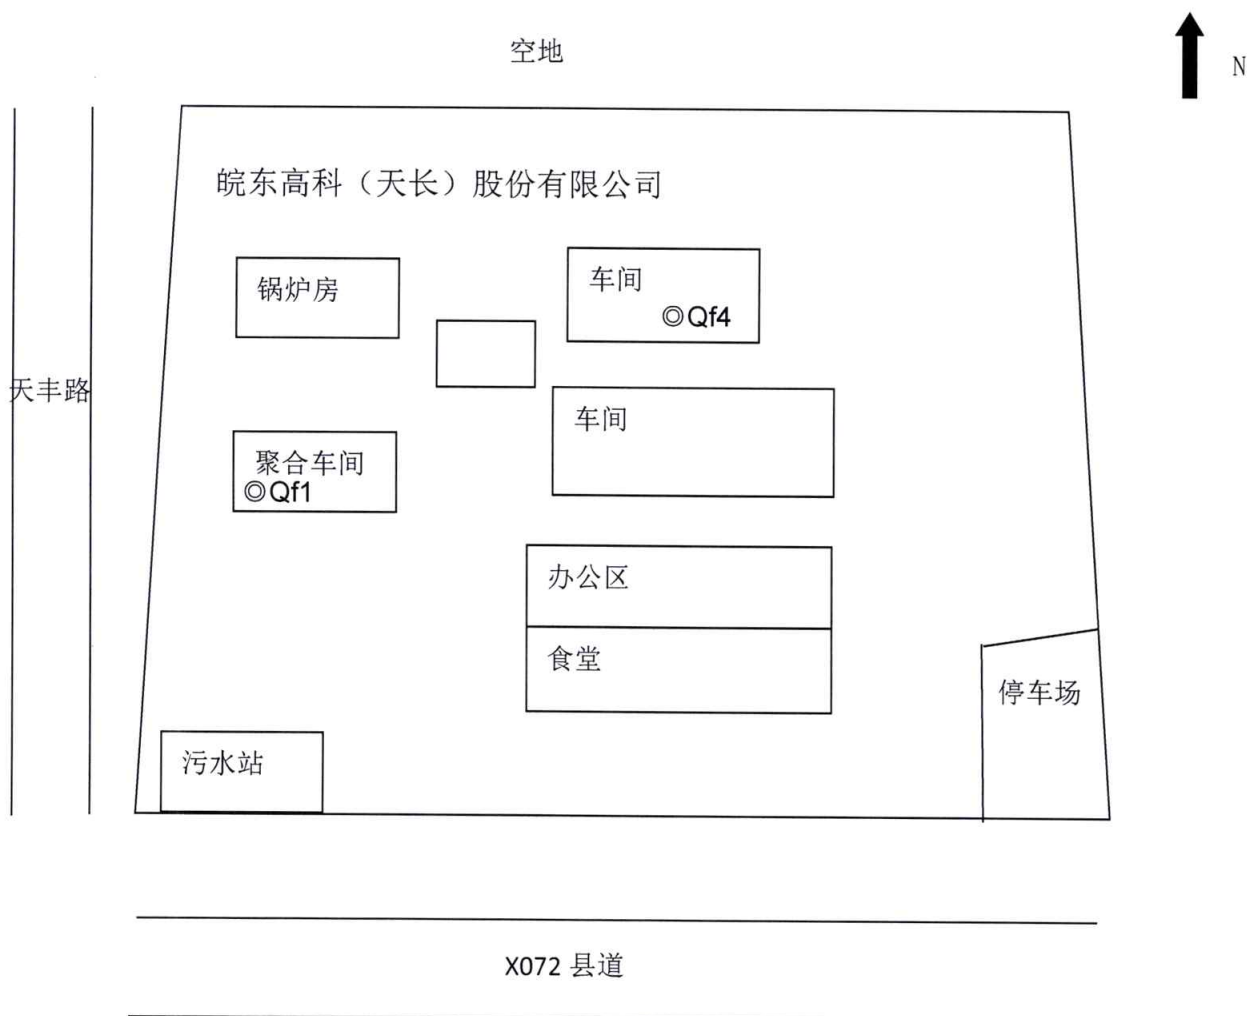 空地
N
皖东高科（天长）股份有限公司
锅炉房
车间
◎Qf4
天丰路
车间
聚合车间
◎Qf1
办公区
食堂
停车场
污水站
X072 县道